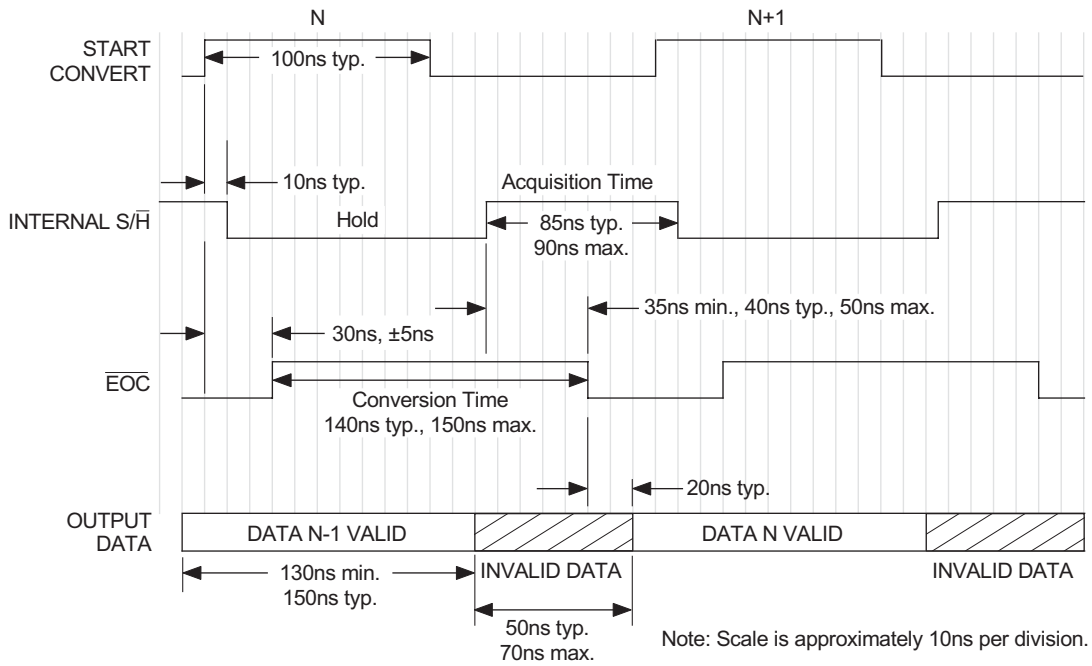 N
N+1
START
CONVERT
100ns typ.
10ns typ.
Acquisition Time
INTERNAL S/H̅
Hold
85ns typ.
90ns max.
35ns min., 40ns typ., 50ns max.
30ns, ±5ns
E̅O̅C̅
Conversion Time
140ns typ., 150ns max.
20ns typ.
OUTPUT
DATA
DATA N-1 VALID
DATA N VALID
130ns min.
150ns typ.
INVALID DATA
INVALID DATA
50ns typ.
70ns max.
Note: Scale is approximately 10ns per division.